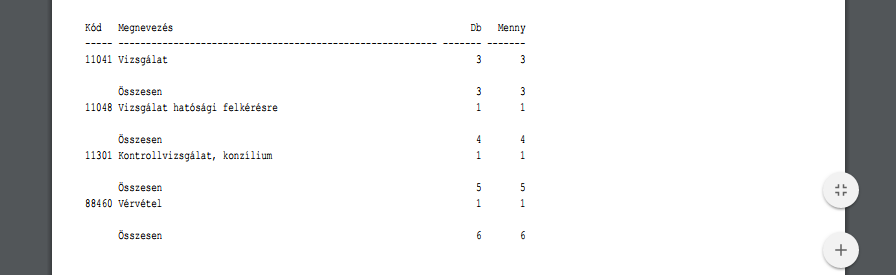 Kód   Megnevezés                                                       Db   Menny
----- ---------------------------------------------------------- ------- -------
11041 Vizsgálat                                                         3       3
      Összesen                                                          3       3
11048 Vizsgálat hatósági felkérésre                                     1       1
      Összesen                                                          4       4
11301 Kontrollvizsgálat, konzílium                                      1       1
      Összesen                                                          5       5
88460 Vérvétel                                                          1       1
      Összesen                                                          6       6